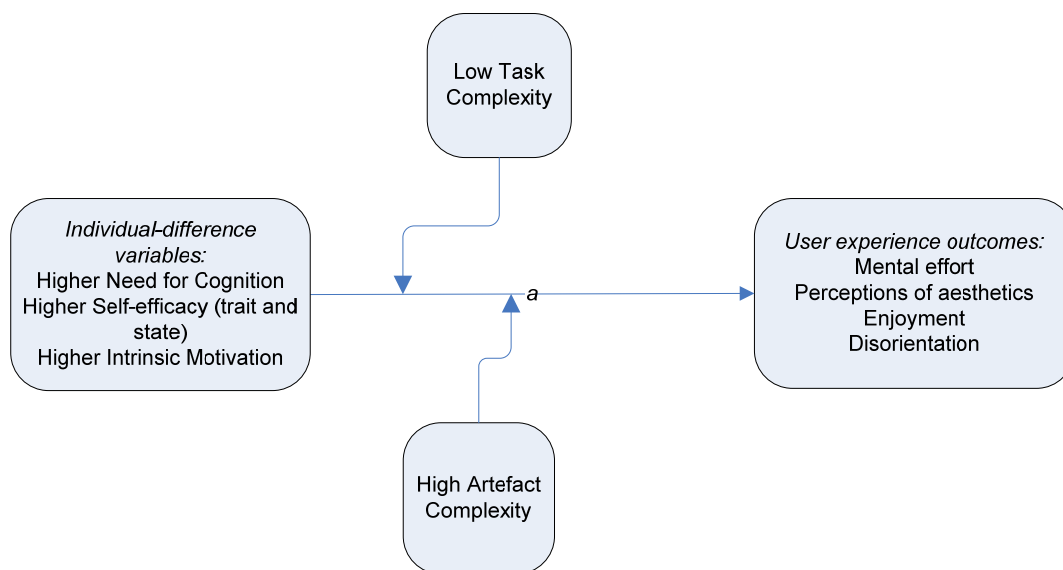 Low Task
Complexity
Individual-difference
variables:
Higher Need for Cognition
Higher Self-efficacy (trait and
state)
Higher Intrinsic Motivation
a
User experience outcomes:
Mental effort
Perceptions of aesthetics
Enjoyment
Disorientation
High Artefact
Complexity